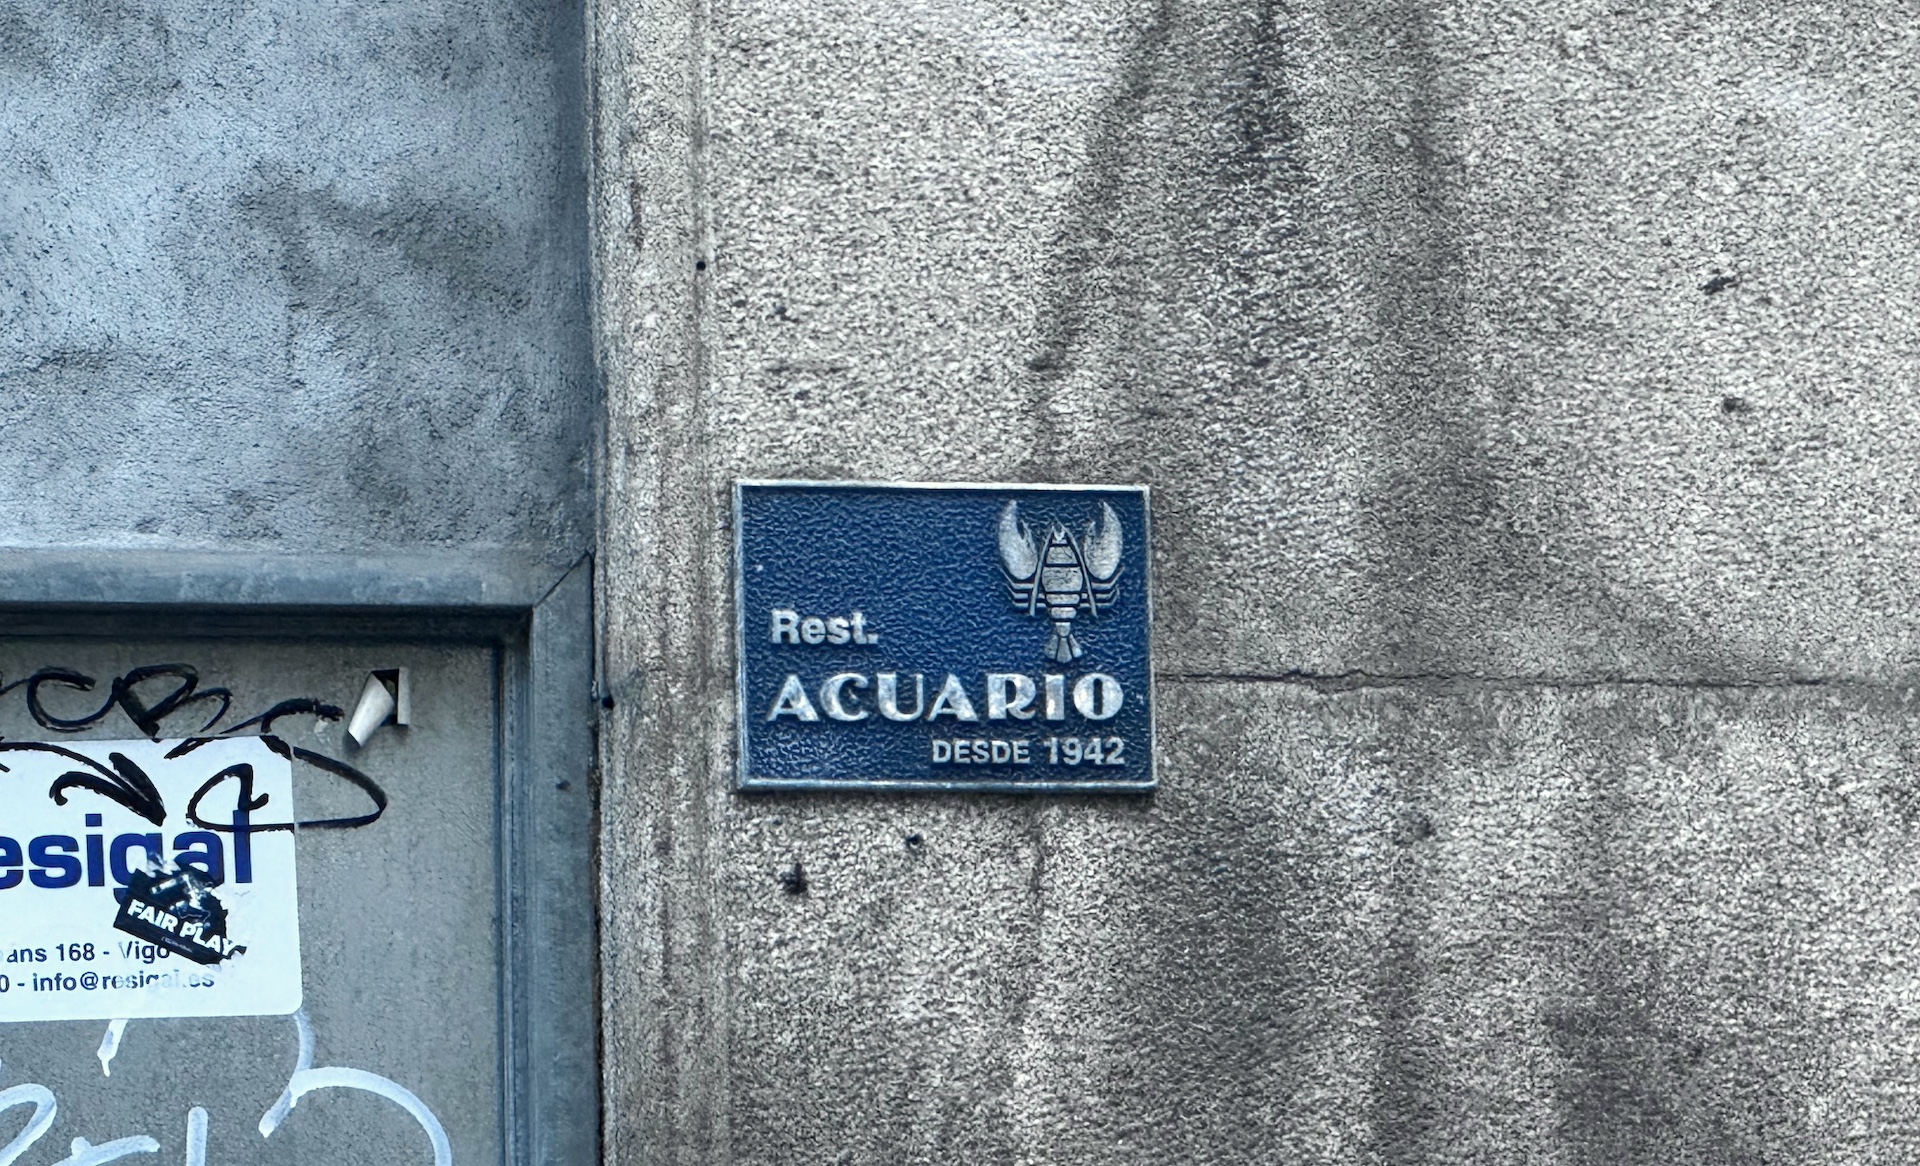 Rest.
ACUARIO
DESDE 1942
esigal
FAIR PLAY
ans 168 - Vigo
0 - info@resigal.es